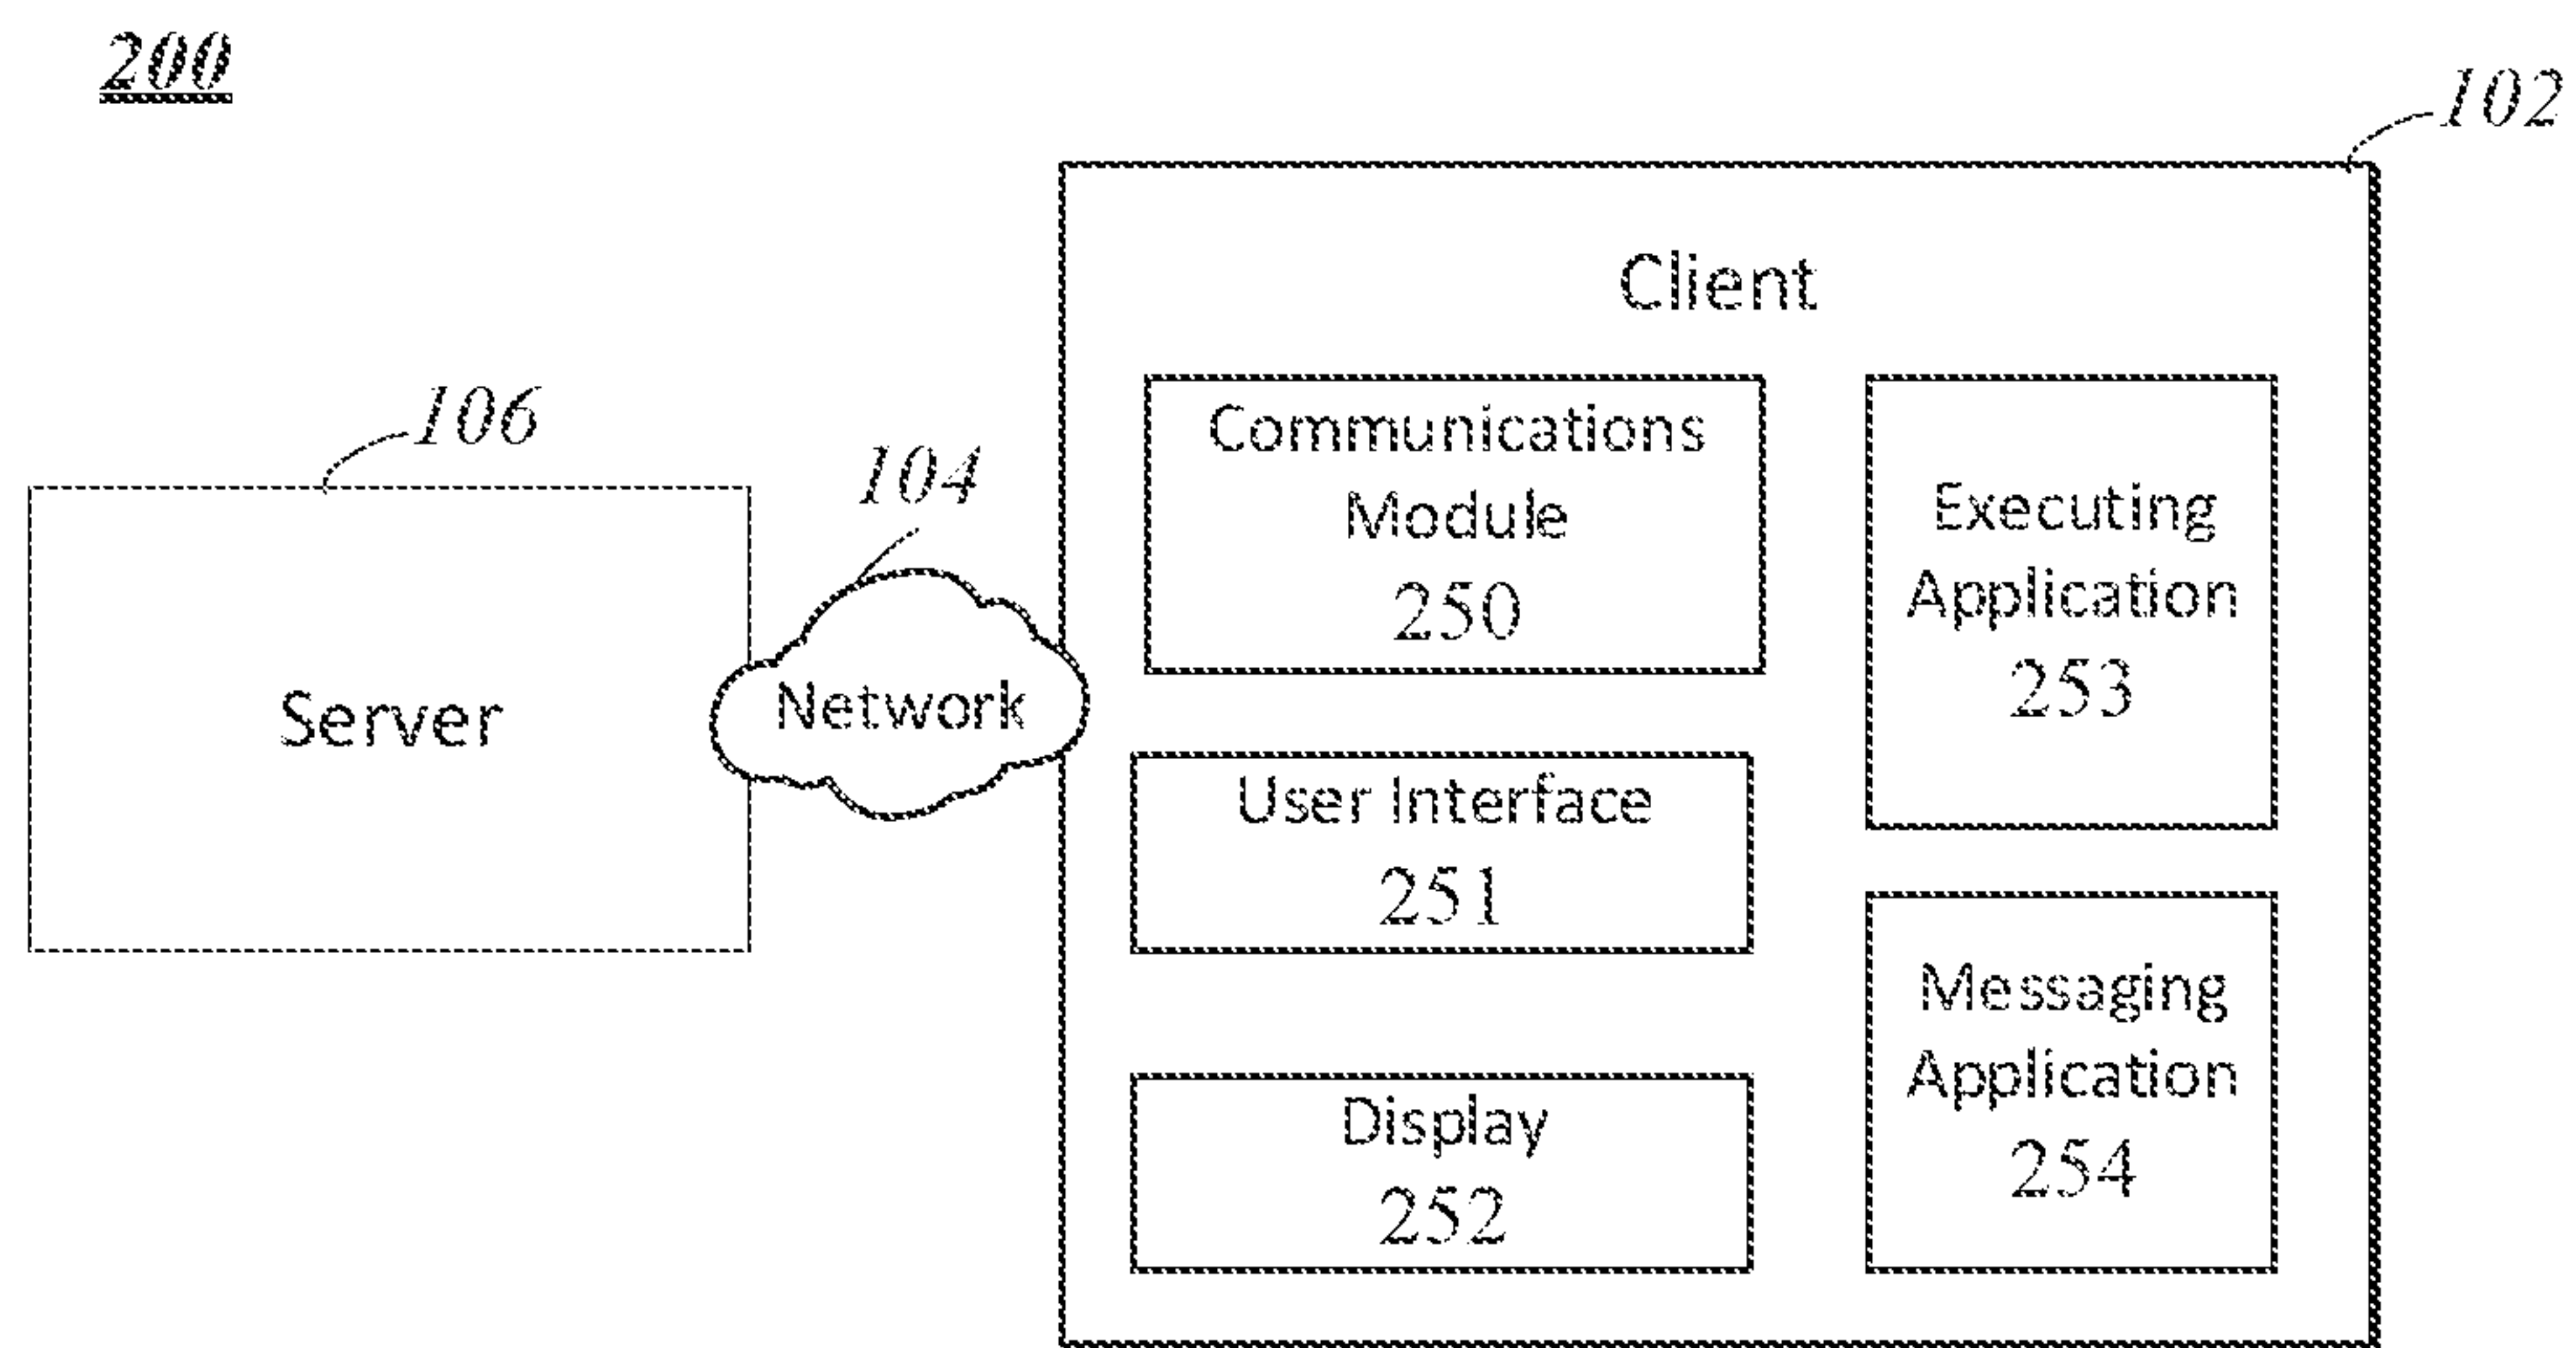 200
102
Client
106
104
Server
Network
Communications
Module
250
User Interface
251
Display
252
Executing
Application
253
Messaging
Application
254